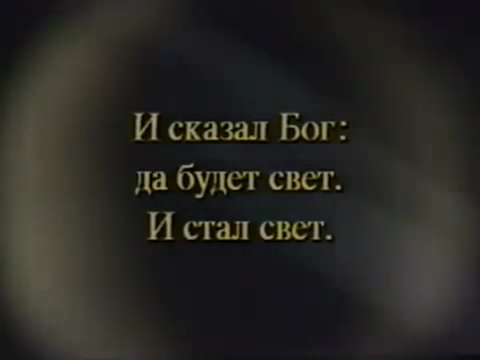 И сказал Бог:
да будет свет.
И стал свет.